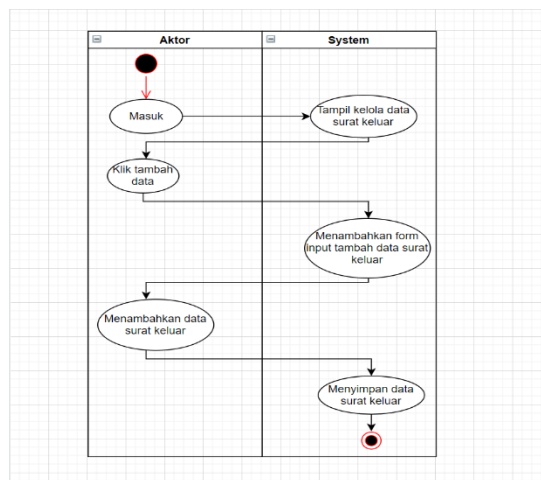 Aktor
System
Masuk
Tampil kelola data
surat keluar
Klik tambah
data
Menambahkan form
input tambah data surat
keluar
Menambahkan data
surat keluar
Menyimpan data
surat keluar